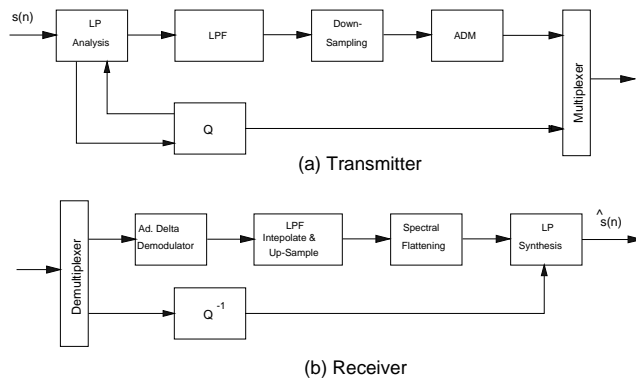 s(n)
LP
Analysis
LPF
Down-
Sampling
ADM
Multiplexer
Q
(a) Transmitter
Demultiplexer
Ad. Delta
Demodulator
LPF
Intepolate &
Up-Sample
Spectral
Flattening
LP
Synthesis
^
s(n)
Q -1
(b) Receiver